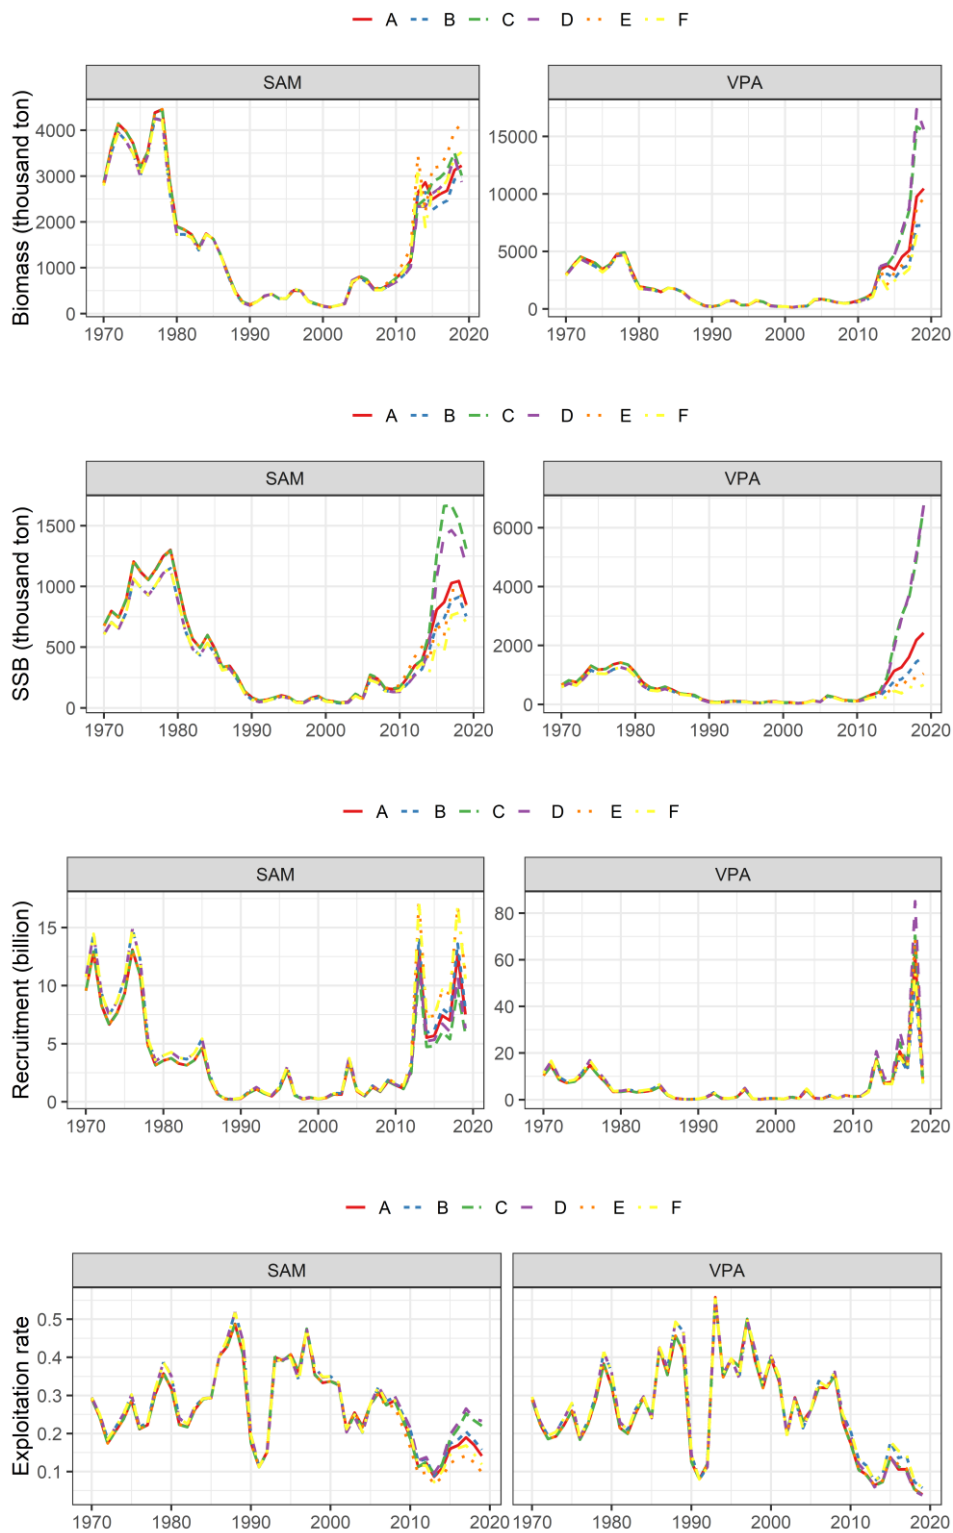 A B C D E F
SAM VPA
Biomass (thousand ton)
4000
3000
2000
1000
0
15000
10000
5000
0
1970 1980 1990 2000 2010 2020 1970 1980 1990 2000 2010 2020
A B C D E F
SAM VPA
SSB (thousand ton)
1500
1000
500
0
6000
4000
2000
0
1970 1980 1990 2000 2010 2020 1970 1980 1990 2000 2010 2020
A B C D E F
SAM VPA
Recruitment (billion)
15
10
5
0
80
60
40
20
0
1970 1980 1990 2000 2010 2020 1970 1980 1990 2000 2010 2020
A B C D E F
SAM VPA
Exploitation rate
0.5
0.4
0.3
0.2
0.1
1970 1980 1990 2000 2010 2020 1970 1980 1990 2000 2010 2020